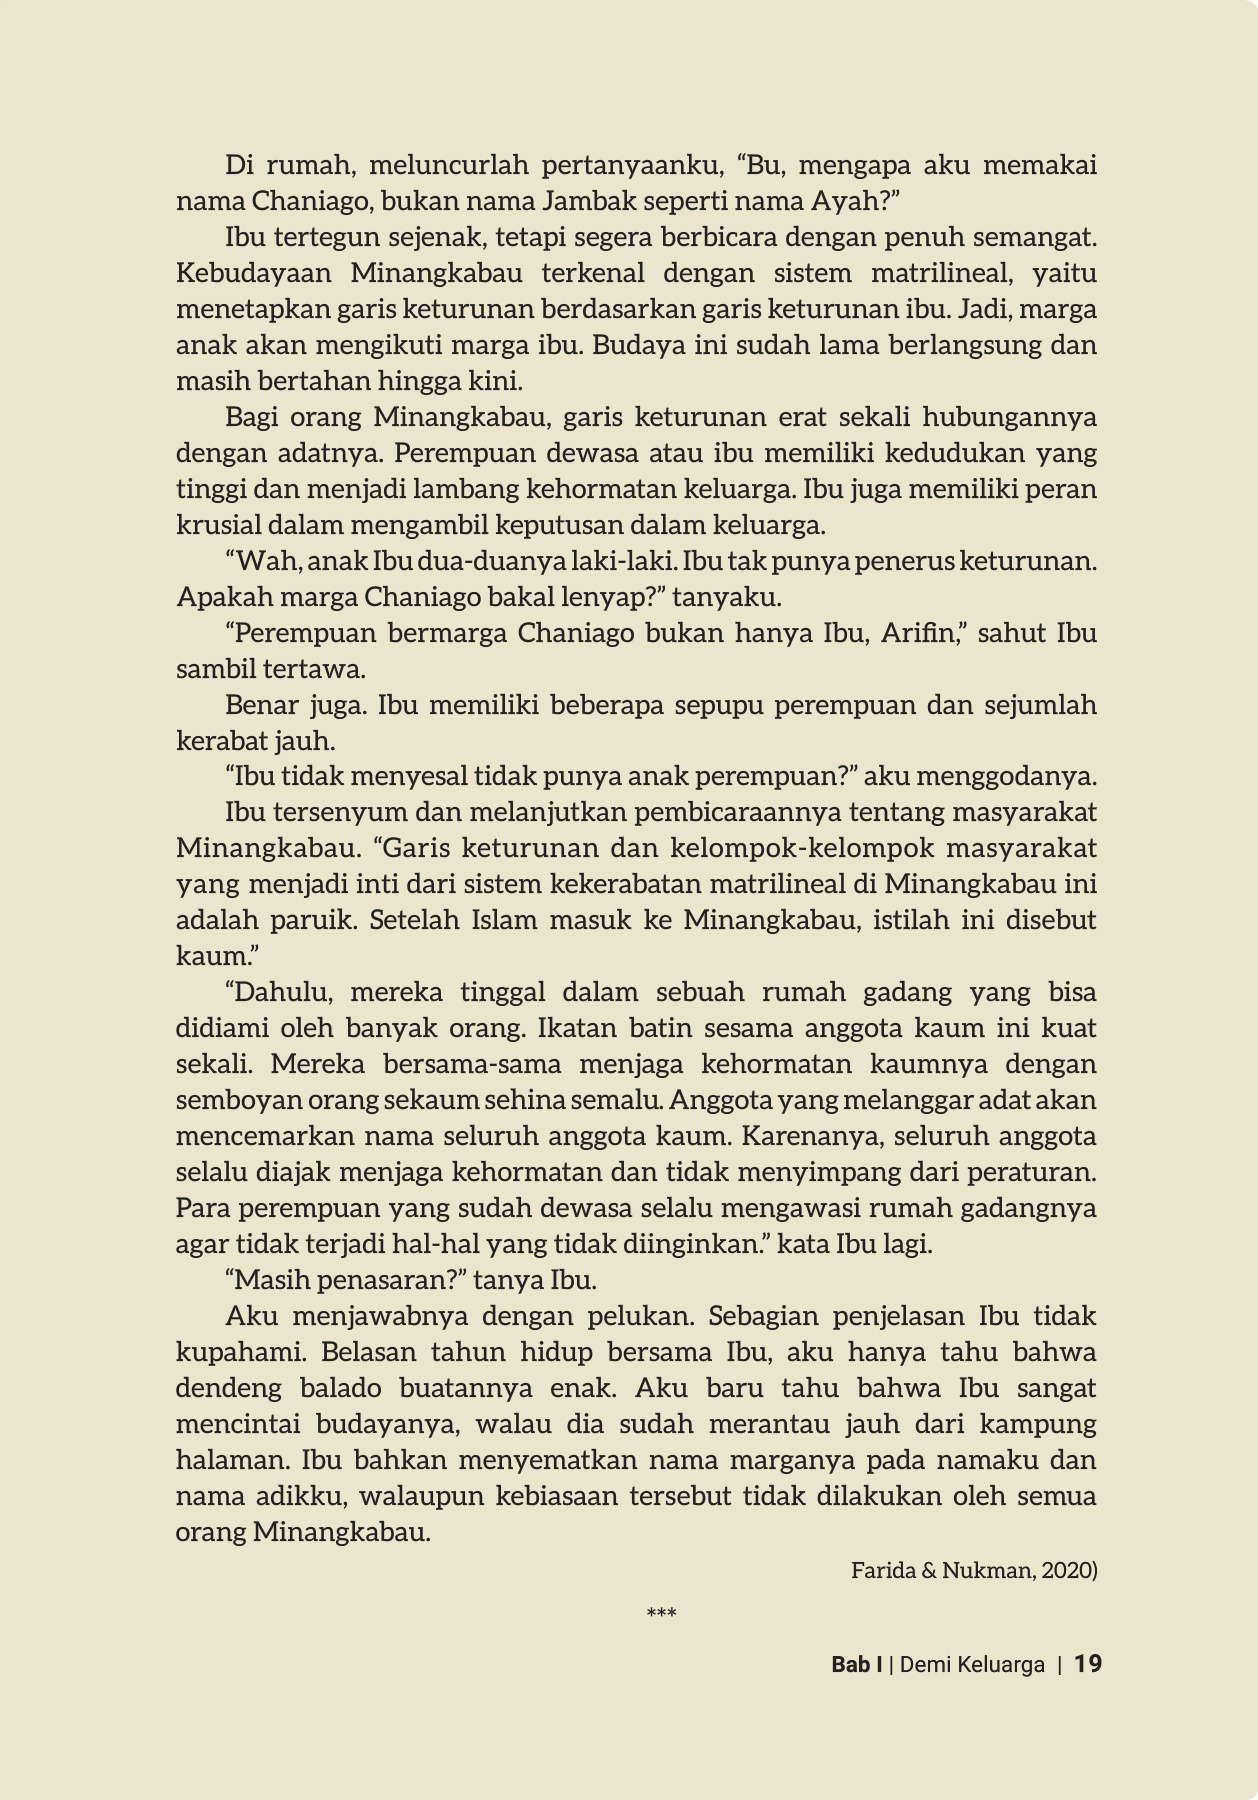 Di rumah, meluncurlah pertanyaanku, “Bu, mengapa aku memakai
nama Chaniago, bukan nama Jambak seperti nama Ayah?”
Ibu tertegun sejenak, tetapi segera berbicara dengan penuh semangat.
Kebudayaan Minangkabau terkenal dengan sistem matrilineal, yaitu
menetapkan garis keturunan berdasarkan garis keturunan ibu. Jadi, marga
anak akan mengikuti marga ibu. Budaya ini sudah lama berlangsung dan
masih bertahan hingga kini.
Bagi orang Minangkabau, garis keturunan erat sekali hubungannya
dengan adatnya. Perempuan dewasa atau ibu memiliki kedudukan yang
tinggi dan menjadi lambang kehormatan keluarga. Ibu juga memiliki peran
krusial dalam mengambil keputusan dalam keluarga.
“Wah, anak Ibu dua-duanya laki-laki. Ibu tak punya penerus keturunan.
Apakah marga Chaniago bakal lenyap?” tanyaku.
“Perempuan bermarga Chaniago bukan hanya Ibu, Arifin,” sahut Ibu
sambil tertawa.
Benar juga. Ibu memiliki beberapa sepupu perempuan dan sejumlah
kerabat jauh.
“Ibu tidak menyesal tidak punya anak perempuan?” aku menggodanya.
Ibu tersenyum dan melanjutkan pembicaraannya tentang masyarakat
Minangkabau. “Garis keturunan dan kelompok-kelompok masyarakat
yang menjadi inti dari sistem kekerabatan matrilineal di Minangkabau ini
adalah paruik. Setelah Islam masuk ke Minangkabau, istilah ini disebut
kaum.”
“Dahulu, mereka tinggal dalam sebuah rumah gadang yang bisa
didiami oleh banyak orang. Ikatan batin sesama anggota kaum ini kuat
sekali. Mereka bersama-sama menjaga kehormatan kaumnya dengan
semboyan orang sekaum sehina semalu. Anggota yang melanggar adat akan
mencemarkan nama seluruh anggota kaum. Karenanya, seluruh anggota
selalu diajak menjaga kehormatan dan tidak menyimpang dari peraturan.
Para perempuan yang sudah dewasa selalu mengawasi rumah gadangnya
agar tidak terjadi hal-hal yang tidak diinginkan.” kata Ibu lagi.
“Masih penasaran?” tanya Ibu.
Aku menjawabnya dengan pelukan. Sebagian penjelasan Ibu tidak
kupahami. Belasan tahun hidup bersama Ibu, aku hanya tahu bahwa
dendeng balado buatannya enak. Aku baru tahu bahwa Ibu sangat
mencintai budayanya, walau dia sudah merantau jauh dari kampung
halaman. Ibu bahkan menyematkan nama marganya pada namaku dan
nama adikku, walaupun kebiasaan tersebut tidak dilakukan oleh semua
orang Minangkabau.
Farida & Nukman, 2020)
***
Bab I | Demi Keluarga | 19